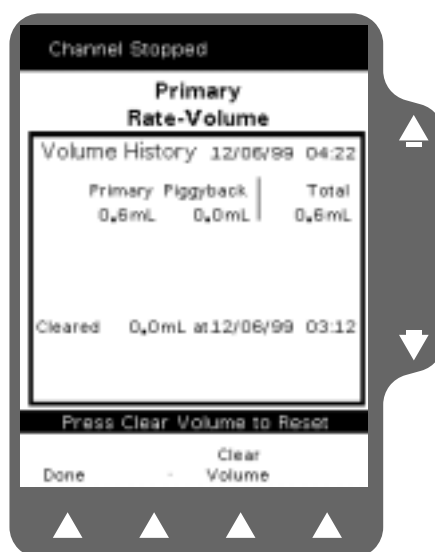 Channel Stopped
Primary
Rate-Volume
Volume History 12/06/99 04:22
Primary Piggyback Total
0.6mL 0.0mL 0.6mL
Cleared 0.0mL at 12/06/99 03:12
Press Clear Volume to Reset
Clear
Done - Volume